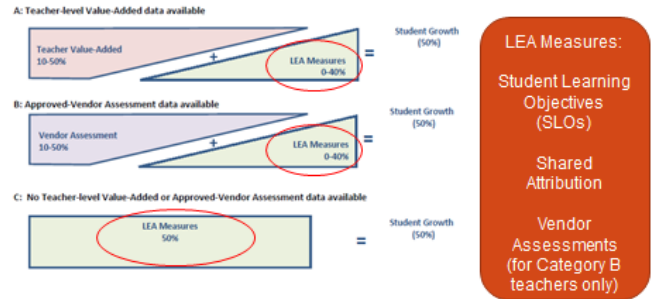 A: Teacher-level Value-Added data available
Teacher Value-Added
10-50%
+
LEA Measures
0-40%
=
Student Growth
(50%)
B: Approved-Vendor Assessment data available
Vendor Assessment
10-50%
+
LEA Measures
0-40%
=
Student Growth
(50%)
C: No Teacher-level Value-Added or Approved-Vendor Assessment data available
LEA Measures
50%
=
Student Growth
(50%)
LEA Measures:
Student Learning
Objectives
(SLOs)
Shared
Attribution
Vendor
Assessments
(for Category B
teachers only)